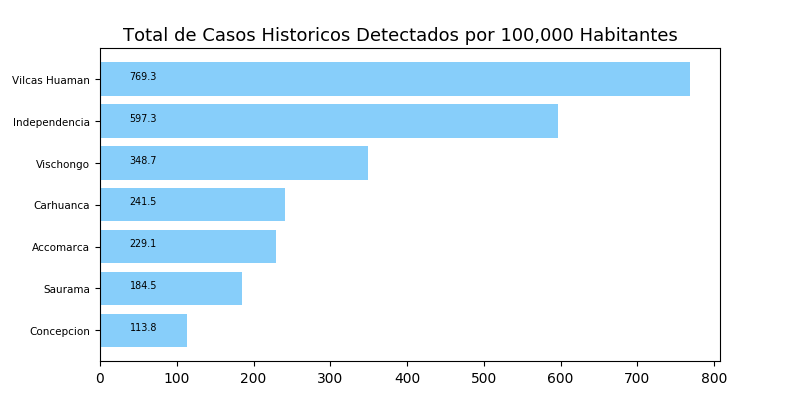 Total de Casos Historicos Detectados por 100,000 Habitantes
Vilcas Huaman 769.3
Independencia 597.3
Vischongo 348.7
Carhuanca 241.5
Accomarca 229.1
Saurama 184.5
Concepcion 113.8
0 100 200 300 400 500 600 700 800